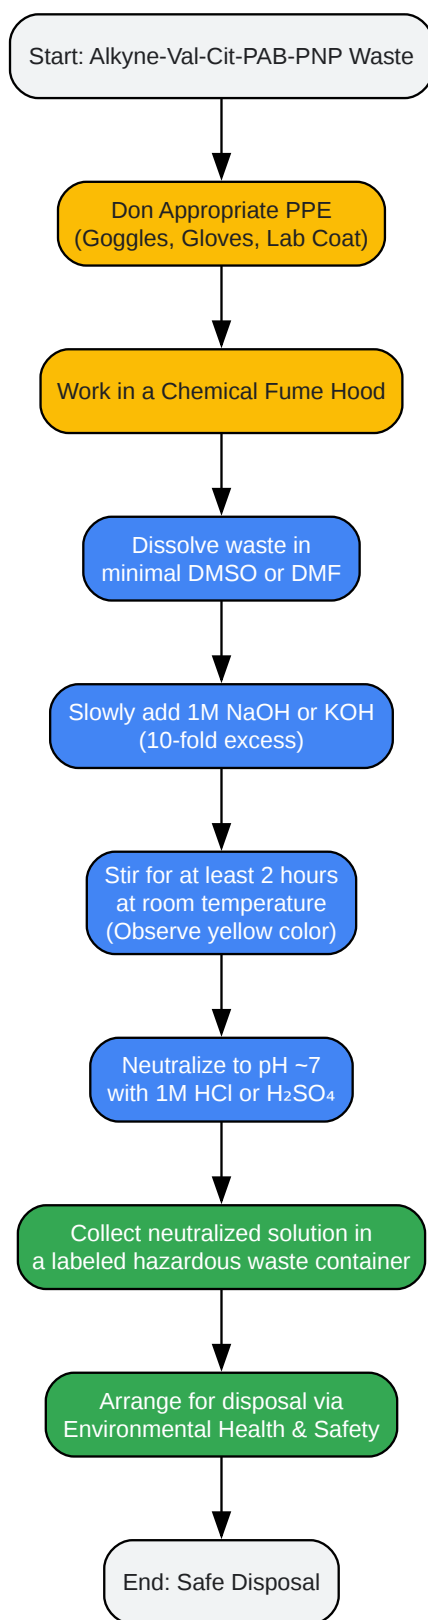 Start: Alkyne-Val-Cit-PAB-PNP Waste
Don Appropriate PPE
(Goggles, Gloves, Lab Coat)
Work in a Chemical Fume Hood
Dissolve waste in
minimal DMSO or DMF
Slowly add 1M NaOH or KOH
(10-fold excess)
Stir for at least 2 hours
at room temperature
(Observe yellow color)
Neutralize to pH ~7
with 1M HCl or H₂SO₄
Collect neutralized solution in
a labeled hazardous waste container
Arrange for disposal via
Environmental Health & Safety
End: Safe Disposal